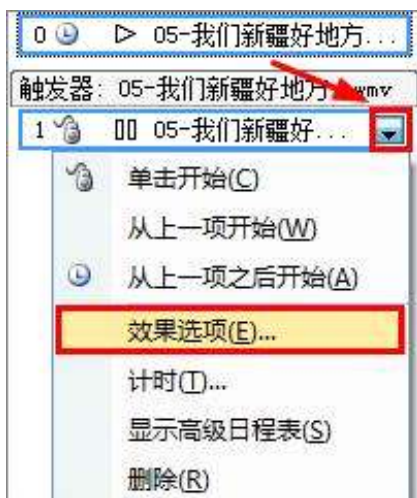 0 05-我们新疆好地方...
触发器: 05-我们新疆好地方.wmv
1 05-我们新疆好...
单击开始(C)
从上一项开始(W)
从上一项之后开始(A)
效果选项(E)...
计时(T)...
显示高级日程表(S)
删除(R)